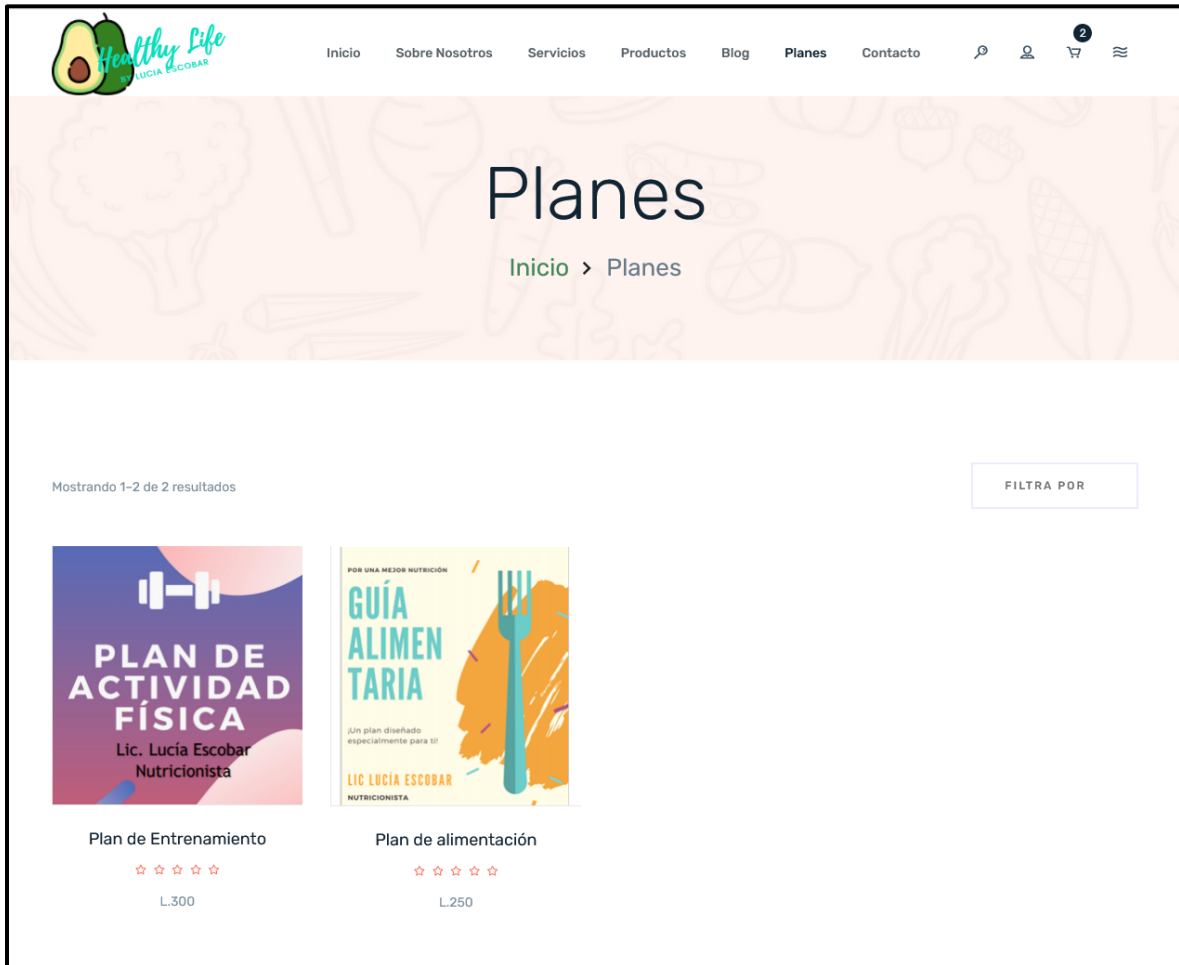 Healthy Life
BY LUCIA ESCOBAR
Inicio Sobre Nosotros Servicios Productos Blog Planes Contacto 2
Planes
Inicio > Planes
Mostrando 1–2 de 2 resultados
FILTRA POR
PLAN DE
ACTIVIDAD
FÍSICA
Lic. Lucía Escobar
Nutricionista
POR UNA MEJOR NUTRICIÓN
GUÍA
ALIMEN
TARIA
¡Un plan diseñado
especialmente para ti!
LIC LUCÍA ESCOBAR
NUTRICIONISTA
Plan de Entrenamiento
L.300
Plan de alimentación
L.250